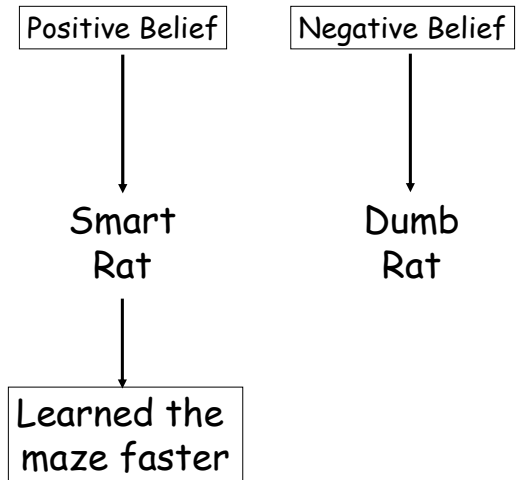 Positive Belief
Negative Belief
Smart
Rat
Dumb
Rat
Learned the
maze faster